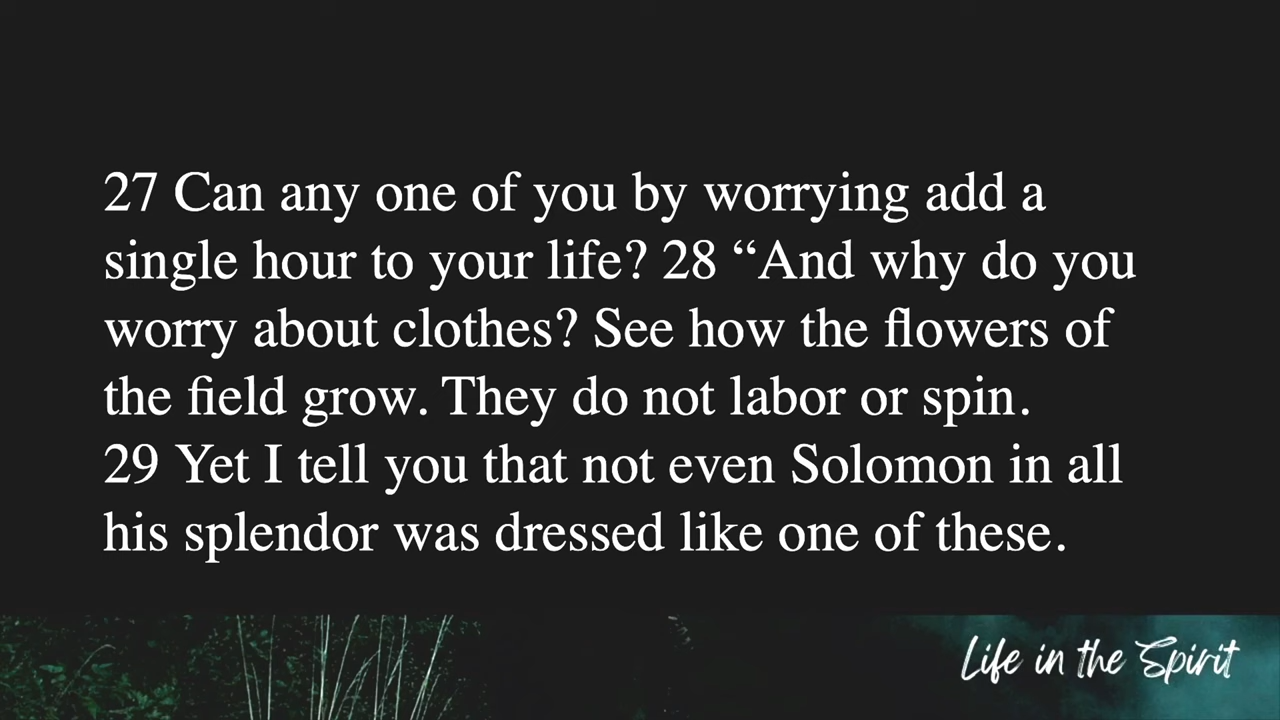 27 Can any one of you by worrying add a
single hour to your life? 28 “And why do you
worry about clothes? See how the flowers of
the field grow. They do not labor or spin.
29 Yet I tell you that not even Solomon in all
his splendor was dressed like one of these.
Life in the Spirit